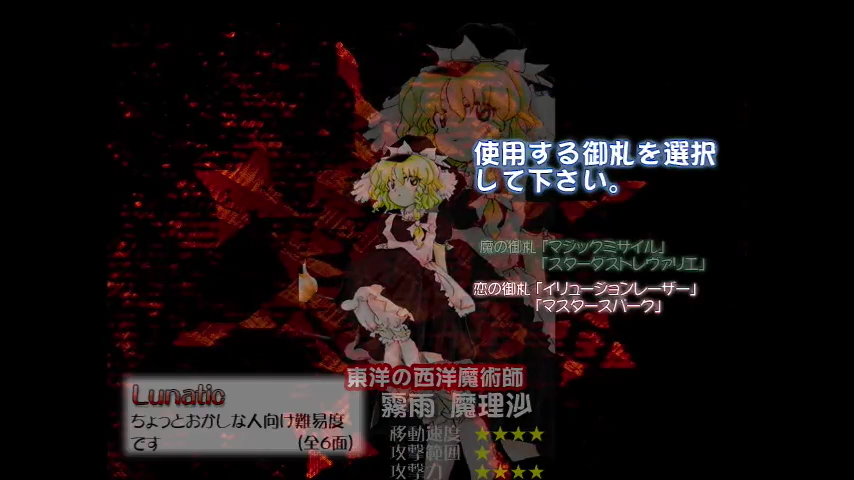 使用する御札を選択
して下さい。
魔の御札「マジックミサイル」
「スターダストレヴァリエ」
恋の御札「イリュージョンレーザー」
「マスタースパーク」
東洋の西洋魔術師
霧雨 魔理沙
移動速度 ★★★★
攻撃範囲 ★
攻撃力 ★★★★
Lunatic
ちょっとおかしな人向け難易度
です (全6面)